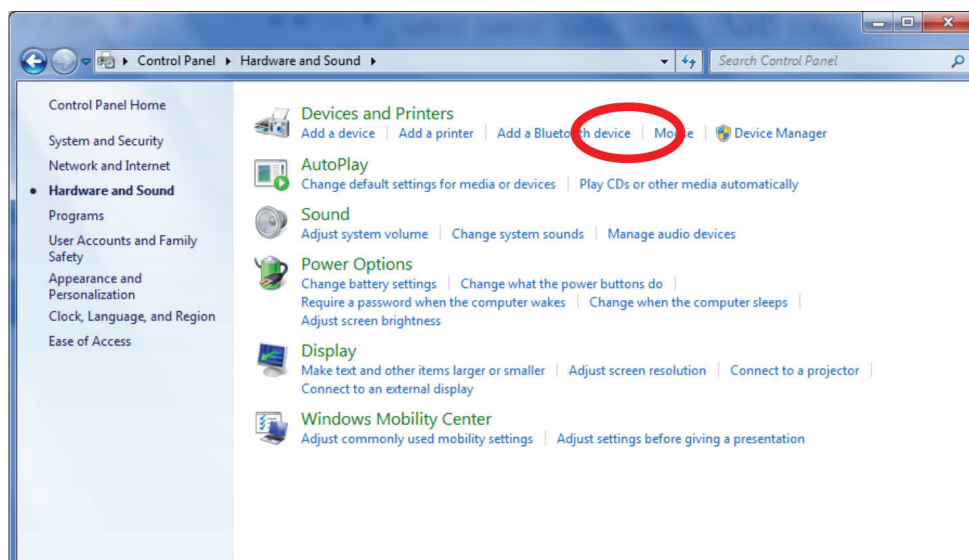 Control Panel ▸ Hardware and Sound ▸ Search Control Panel
Control Panel Home
System and Security
Network and Internet
Hardware and Sound
Programs
User Accounts and Family
Safety
Appearance and
Personalization
Clock, Language, and Region
Ease of Access
Devices and Printers
Add a device | Add a printer | Add a Bluetooth device | Mouse | Device Manager
AutoPlay
Change default settings for media or devices | Play CDs or other media automatically
Sound
Adjust system volume | Change system sounds | Manage audio devices
Power Options
Change battery settings | Change what the power buttons do |
Require a password when the computer wakes | Change when the computer sleeps |
Adjust screen brightness
Display
Make text and other items larger or smaller | Adjust screen resolution | Connect to a projector |
Connect to an external display
Windows Mobility Center
Adjust commonly used mobility settings | Adjust settings before giving a presentation